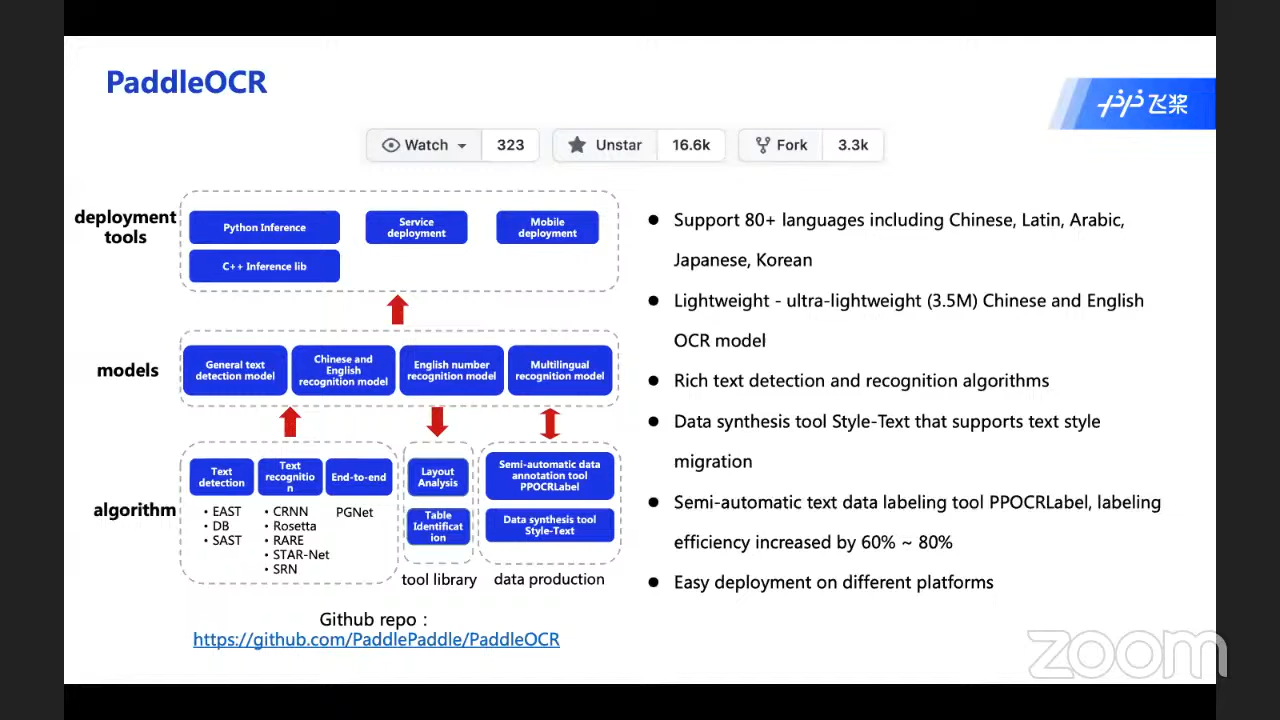 PaddleOCR
飞桨
Watch 323
Unstar 16.6k
Fork 3.3k
deployment
tools
Python Inference
Service
deployment
Mobile
deployment
C++ Inference lib
models
General text
detection model
Chinese and
English
recognition model
English number
recognition model
Multilingual
recognition model
algorithm
Text
detection
• EAST
• DB
• SAST
Text
recognitio
n
• CRNN
• Rosetta
• RARE
• STAR-Net
• SRN
End-to-end
PGNet
Layout
Analysis
Table
Identificat
ion
tool library
Semi-automatic data
annotation tool
PPOCRLabel
Data synthesis tool
Style-Text
data production
Github repo：
https://github.com/PaddlePaddle/PaddleOCR
● Support 80+ languages including Chinese, Latin, Arabic,
Japanese, Korean
● Lightweight - ultra-lightweight (3.5M) Chinese and English
OCR model
● Rich text detection and recognition algorithms
● Data synthesis tool Style-Text that supports text style
migration
● Semi-automatic text data labeling tool PPOCRLabel, labeling
efficiency increased by 60% ~ 80%
● Easy deployment on different platforms
zoom